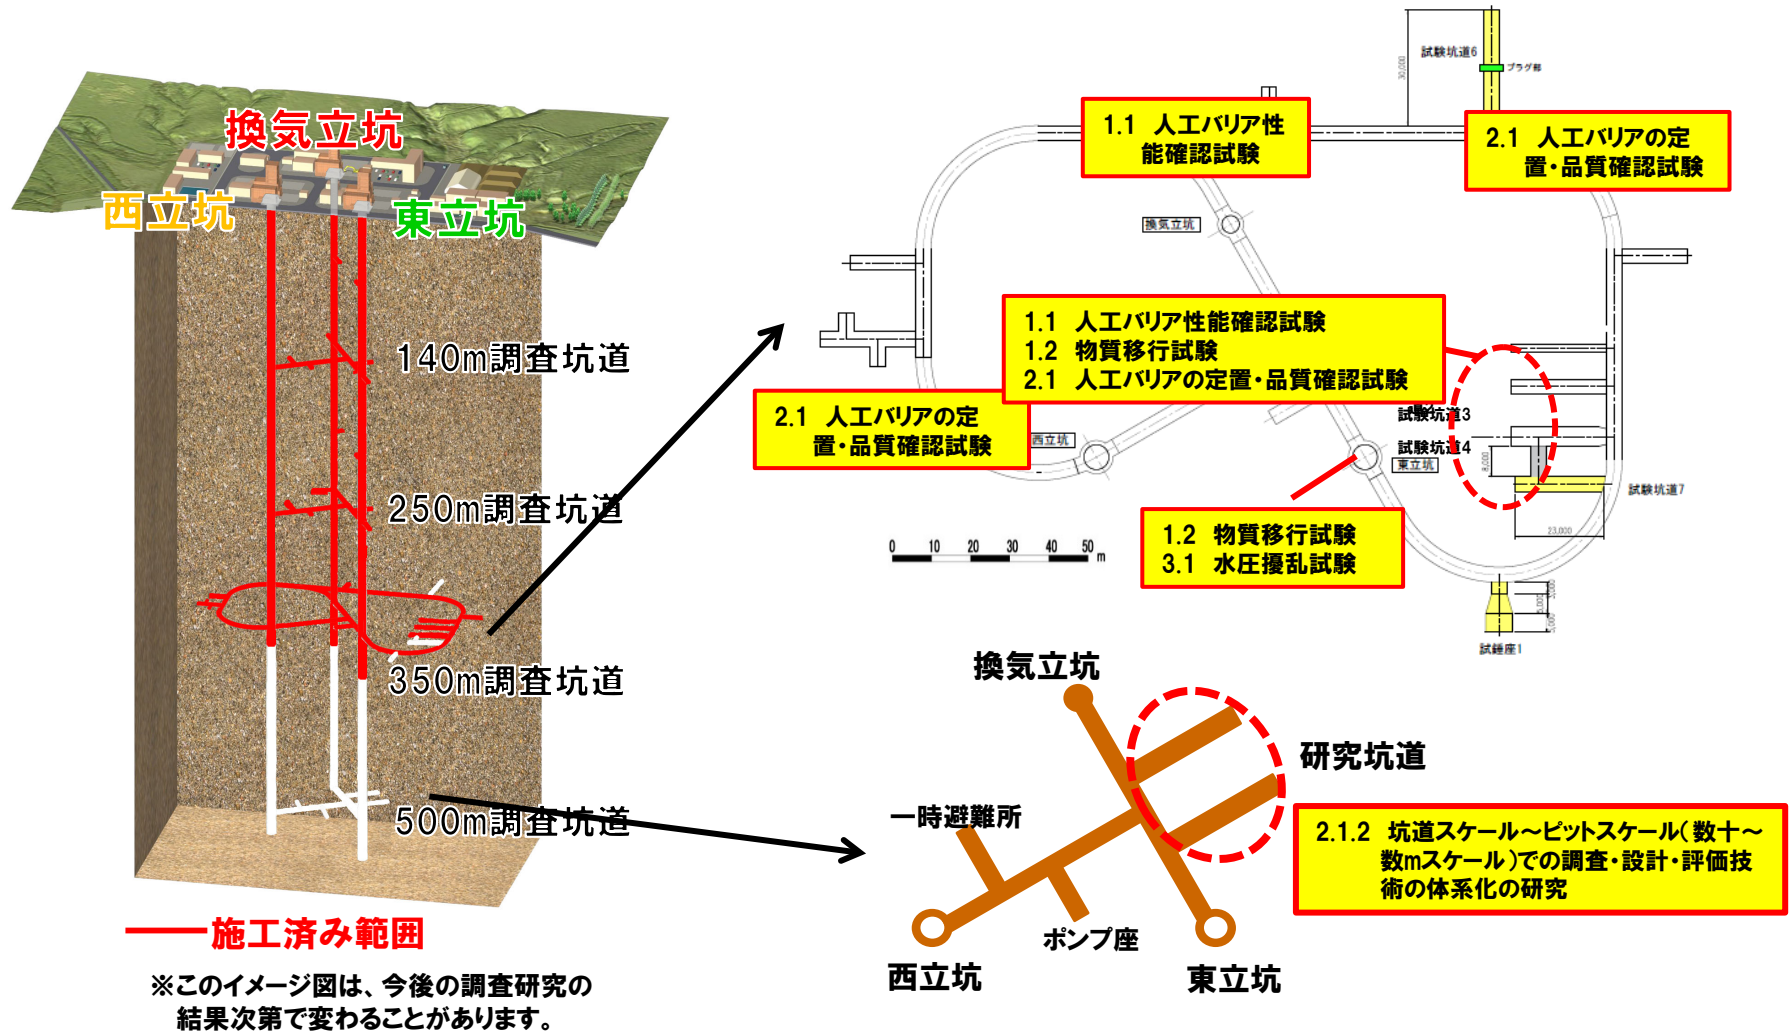 換気立坑
西立坑
東立坑
140m調査坑道
250m調査坑道
350m調査坑道
500m調査坑道
施工済み範囲
※このイメージ図は、今後の調査研究の
結果次第で変わることがあります。
試験坑道6
プラグ部
30,000
1.1 人工バリア性
能確認試験
2.1 人工バリアの定
置・品質確認試験
換気立坑
1.1 人工バリア性能確認試験
1.2 物質移行試験
2.1 人工バリアの定置・品質確認試験
2.1 人工バリアの定
置・品質確認試験
西立坑
試験坑道3
試験坑道4
東立坑
8,000
試験坑道7
23,000
0 10 20 30 40 50 m
1.2 物質移行試験
3.1 水圧擾乱試験
試錐座1
換気立坑
研究坑道
一時避難所
ポンプ座
西立坑
東立坑
2.1.2 坑道スケール～ピットスケール（数十～
数mスケール）での調査・設計・評価技
術の体系化の研究